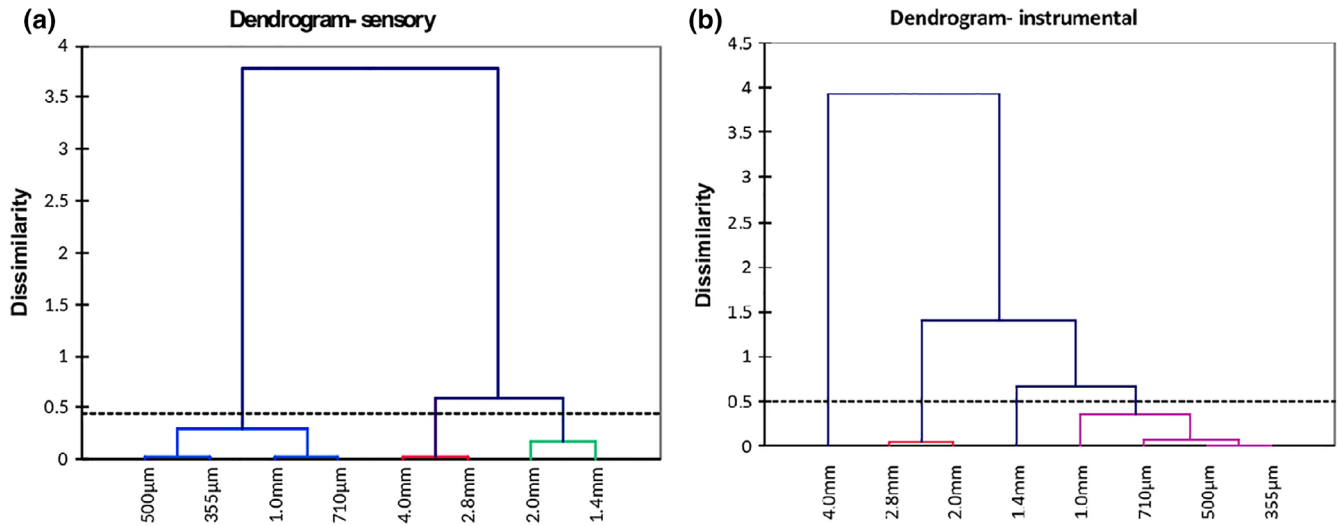 (a)
Dendrogram- sensory
Dissimilarity
4
3.5
3
2.5
2
1.5
1
0.5
0
500µm
355µm
1.0mm
710µm
4.0mm
2.8mm
2.0mm
1.4mm
(b)
Dendrogram- instrumental
Dissimilarity
4.5
4
3.5
3
2.5
2
1.5
1
0.5
0
4.0mm
2.8mm
2.0mm
1.4mm
1.0mm
710µm
500µm
355µm